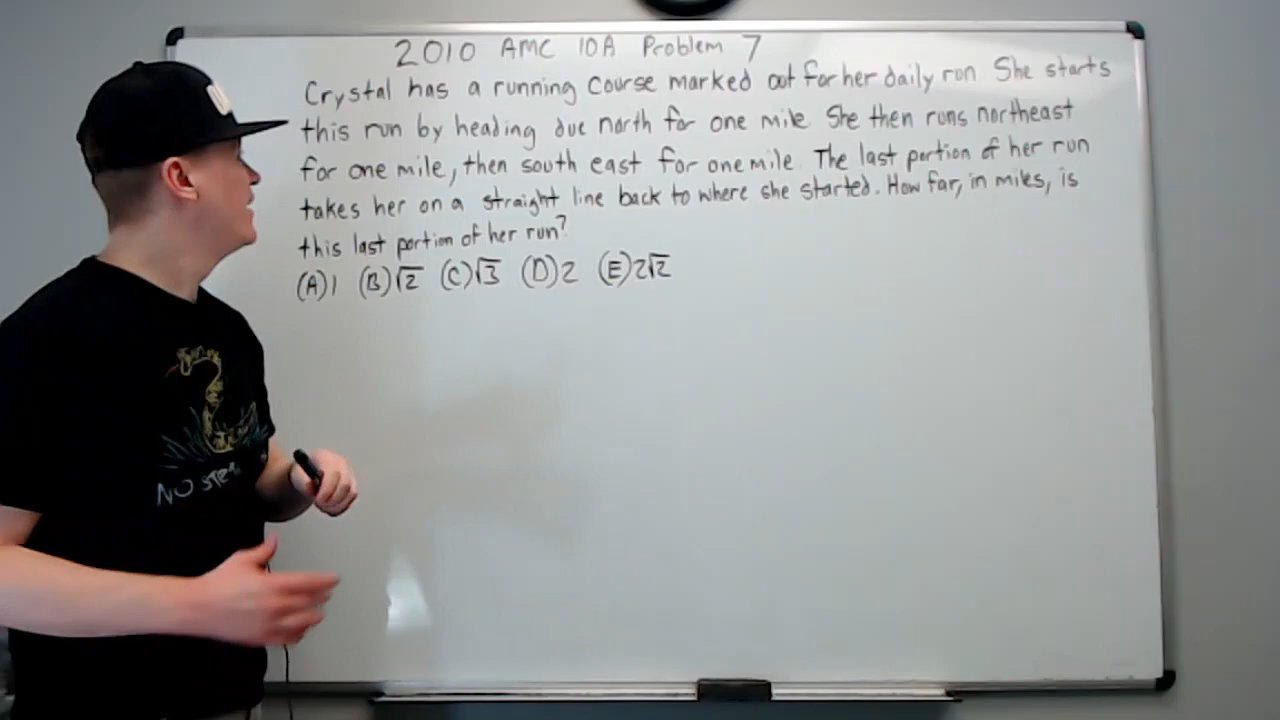 2010 AMC 10A Problem 7
Crystal has a running course marked out for her daily run She starts
this run by heading due north for one mile. She then runs northeast
for one mile, then south east for one mile. The last portion of her run
takes her on a straight line back to where she started. How far, in miles, is
this last portion of her run?
(A)1 (B)√2 (C)√3 (D)2 (E)2√2
NO STE